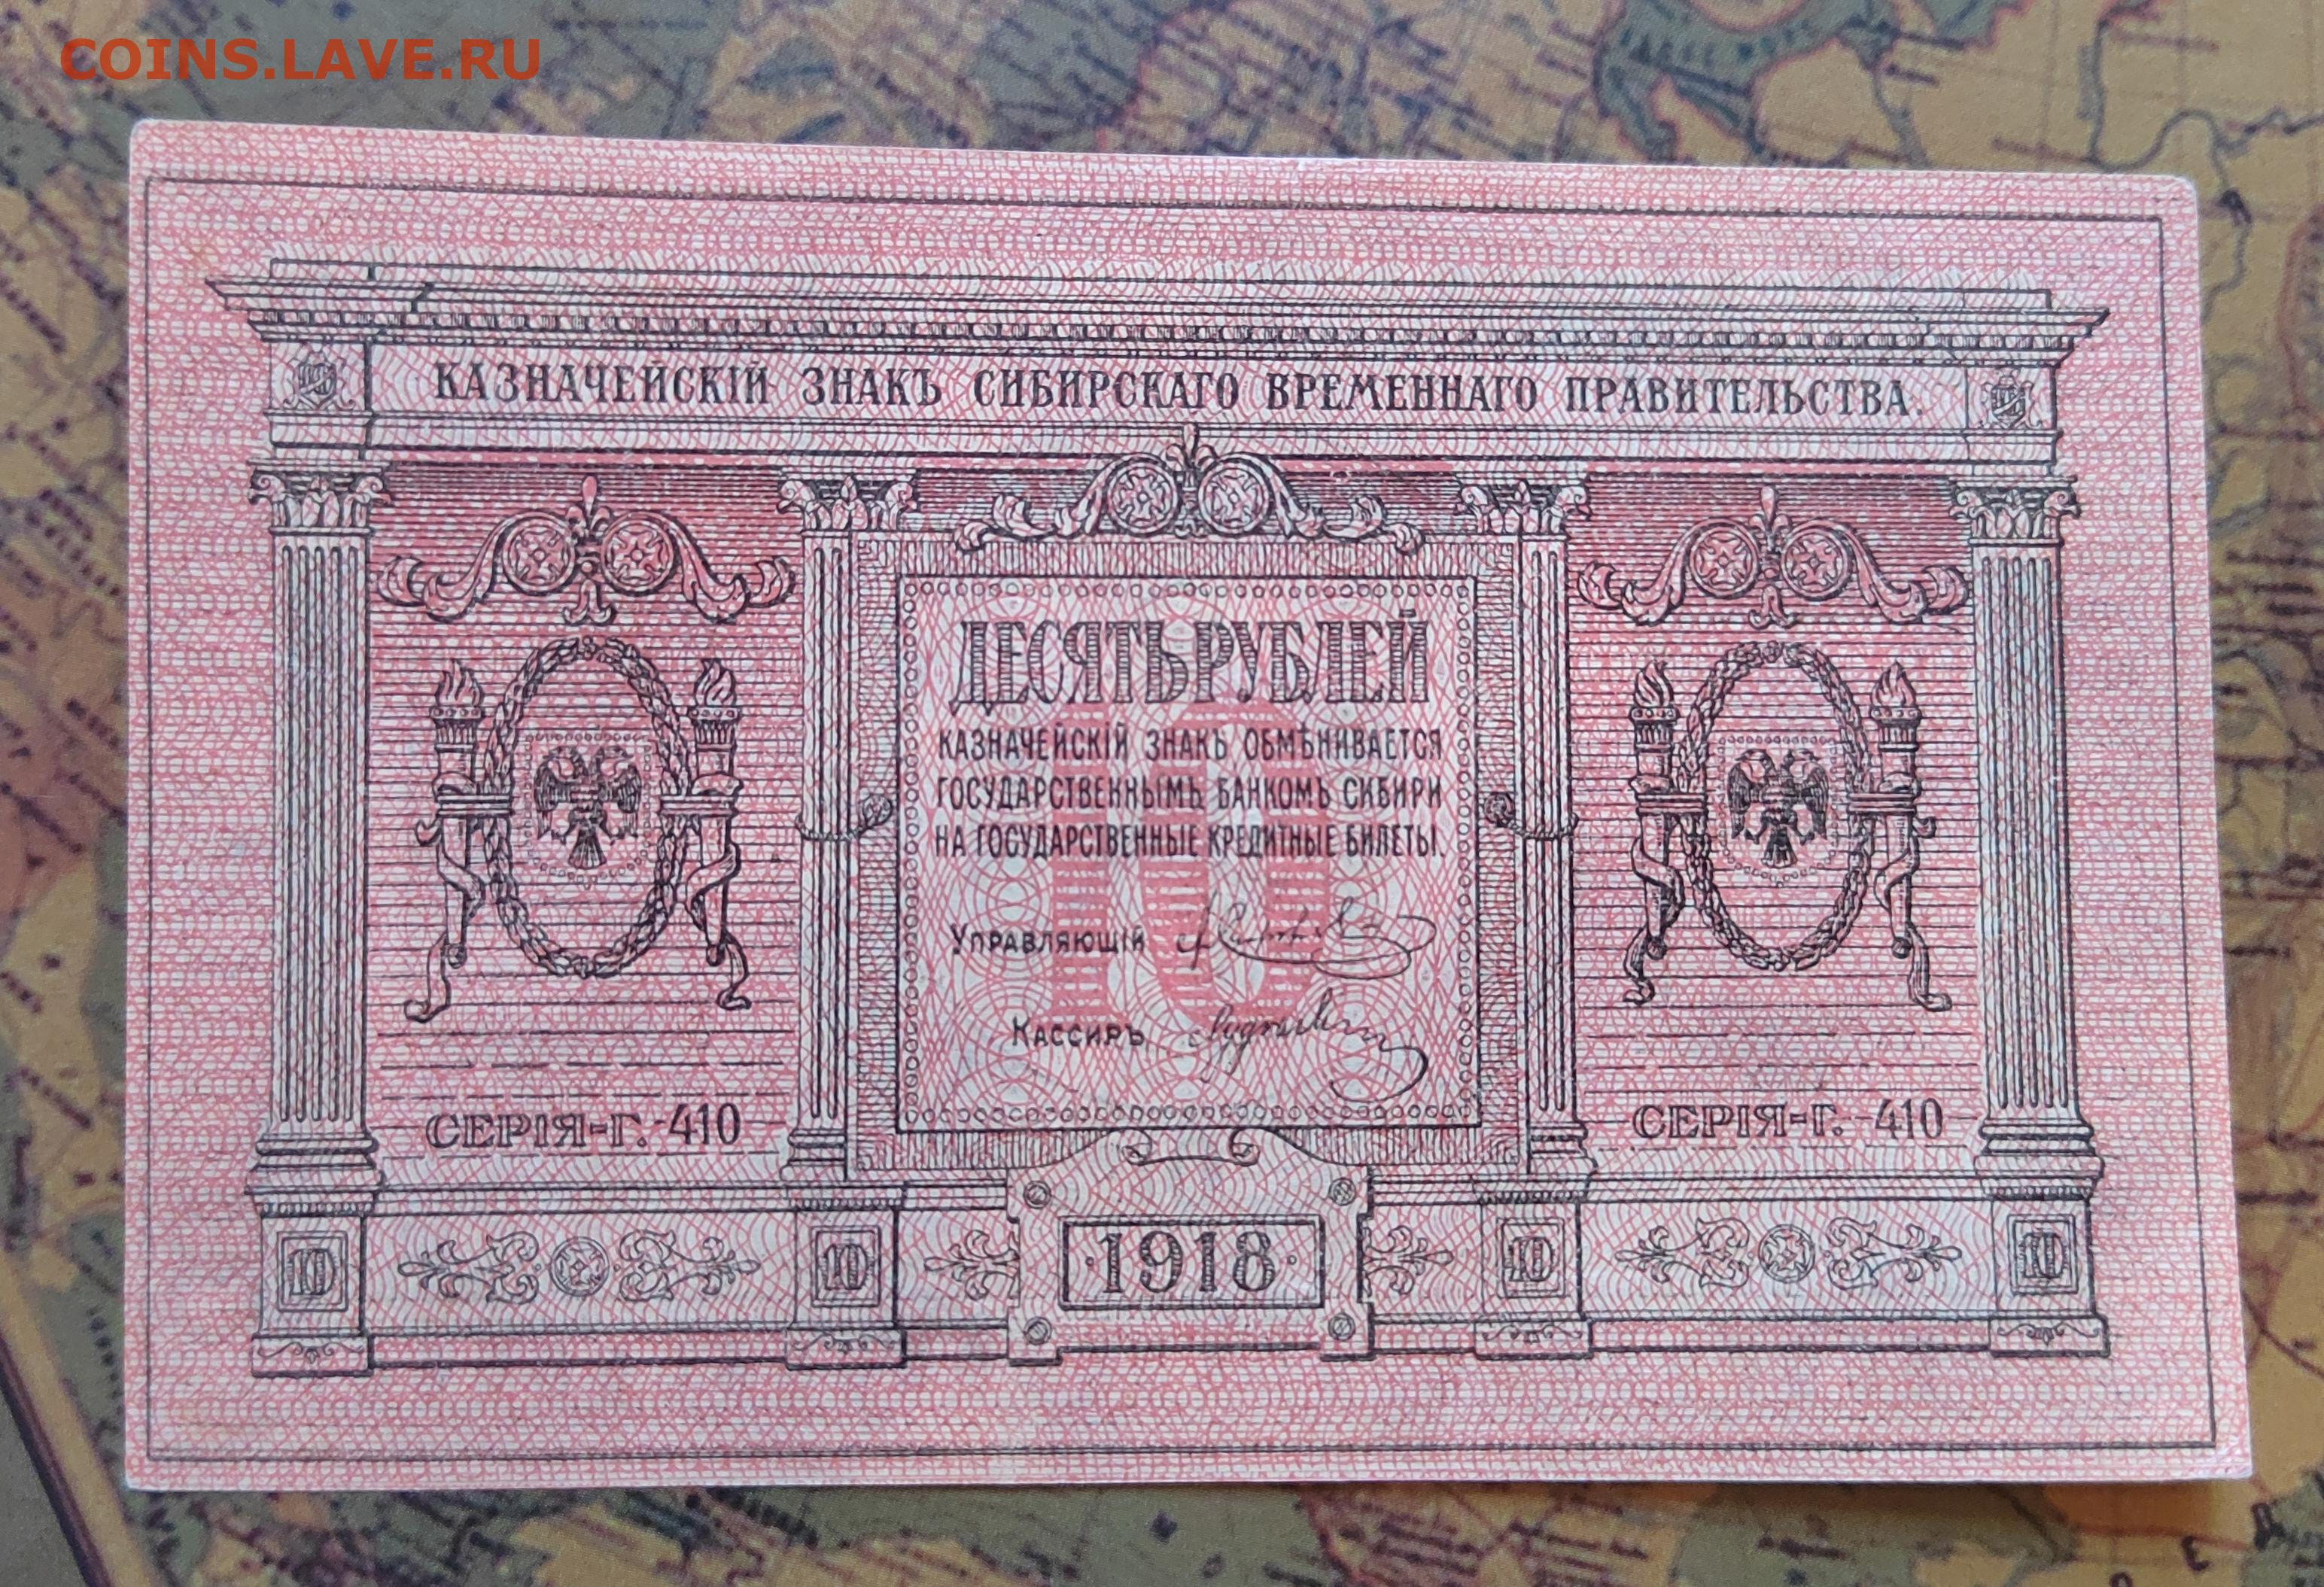 COINS.LAVE.RU
КАЗНАЧЕЙСКІЙ ЗНАКЪ СИБИРСКАГО ВРЕМЕННАГО ПРАВИТЕЛЬСТВА.
ДЕСЯТЬ РУБЛЕЙ
КАЗНАЧЕЙСКІЙ ЗНАКЪ ОБМѢНИВАЕТСЯ
ГОСУДАРСТВЕННЫМЪ БАНКОМЪ СИБИРИ
НА ГОСУДАРСТВЕННЫЕ КРЕДИТНЫЕ БИЛЕТЫ.
10
УПРАВЛЯЮЩІЙ
КАССИРЪ
СЕРІЯ-Г. 410
СЕРІЯ-Г. 410
10
10
·1918·
10
10